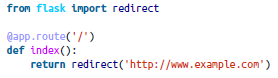 from flask import redirect
@app.route('/')
def index():
    return redirect('http://www.example.com')